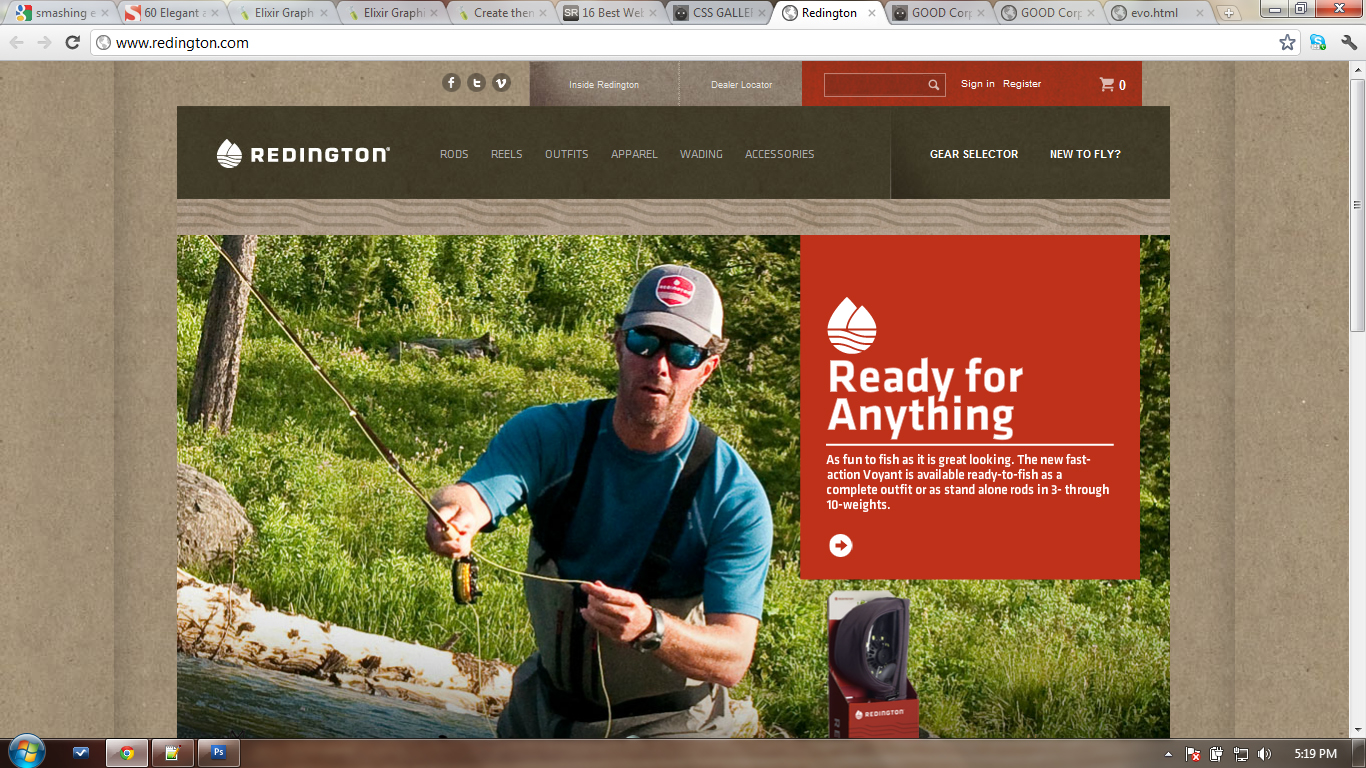 smashing e
60 Elegant a
Elixir Graph
Elixir Graphi
Create then
SR 16 Best Wel
CSS GALLEI
Redington
GOOD Corp
GOOD Corp
evo.html
www.redington.com
Inside Redington
Dealer Locator
Sign in Register
0
REDINGTON®
RODS REELS OUTFITS APPAREL WADING ACCESSORIES
GEAR SELECTOR NEW TO FLY?
REDINGTON
Ready for
Anything
As fun to fish as it is great looking. The new fast-
action Voyant is available ready-to-fish as a
complete outfit or as stand alone rods in 3- through
10-weights.
REDINGTON
Ps
5:19 PM